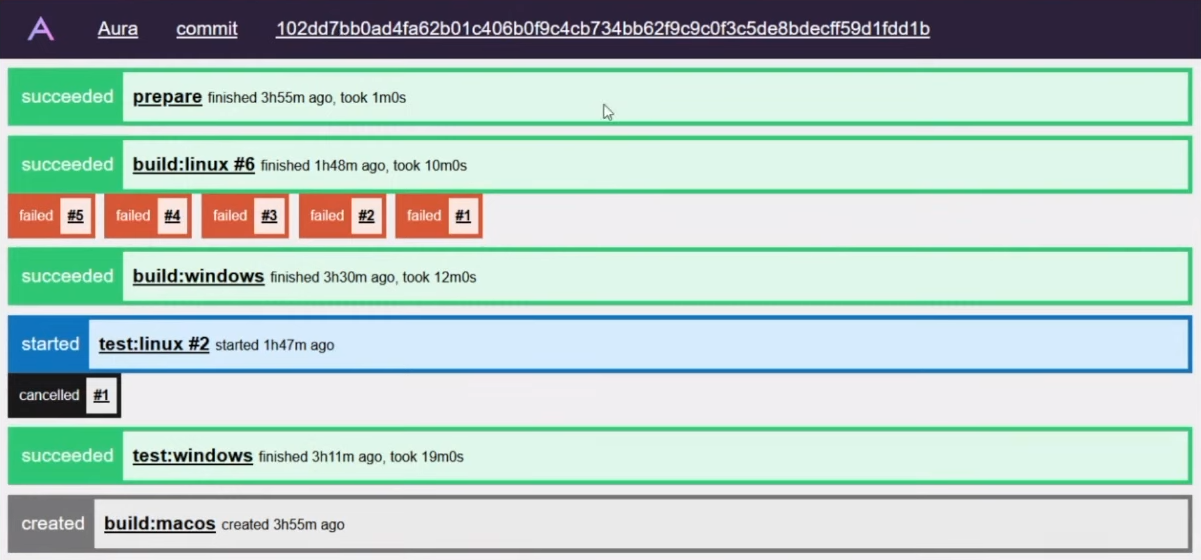 Aura commit 102dd7bb0ad4fa62b01c406b0f9c4cb734bb62f9c9c0f3c5de8bdecff59d1fdd1b
succeeded prepare finished 3h55m ago, took 1m0s
succeeded build:linux #6 finished 1h48m ago, took 10m0s
failed #5 failed #4 failed #3 failed #2 failed #1
succeeded build:windows finished 3h30m ago, took 12m0s
started test:linux #2 started 1h47m ago
cancelled #1
succeeded test:windows finished 3h11m ago, took 19m0s
created build:macos created 3h55m ago